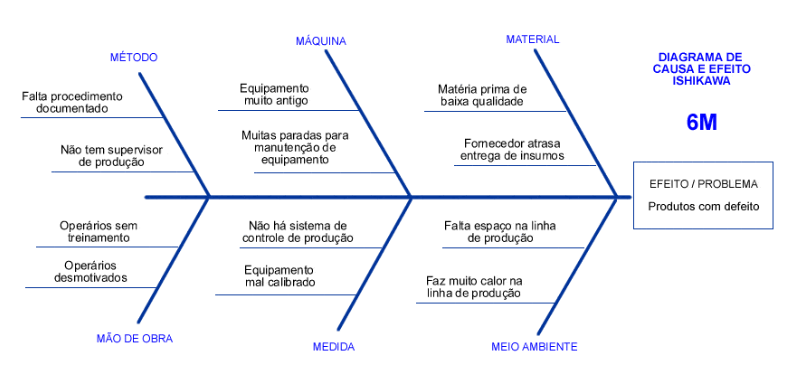 MÉTODO
MÁQUINA
MATERIAL
DIAGRAMA DE
CAUSA E EFEITO
ISHIKAWA
6M
Falta procedimento
documentado
Não tem supervisor
de produção
Equipamento
muito antigo
Muitas paradas para
manutenção de
equipamento
Matéria prima de
baixa qualidade
Fornecedor atrasa
entrega de insumos
EFEITO / PROBLEMA
Produtos com defeito
Operários sem
treinamento
Operários
desmotivados
Não há sistema de
controle de produção
Equipamento
mal calibrado
Falta espaço na linha
de produção
Faz muito calor na
linha de produção
MÃO DE OBRA
MEDIDA
MEIO AMBIENTE